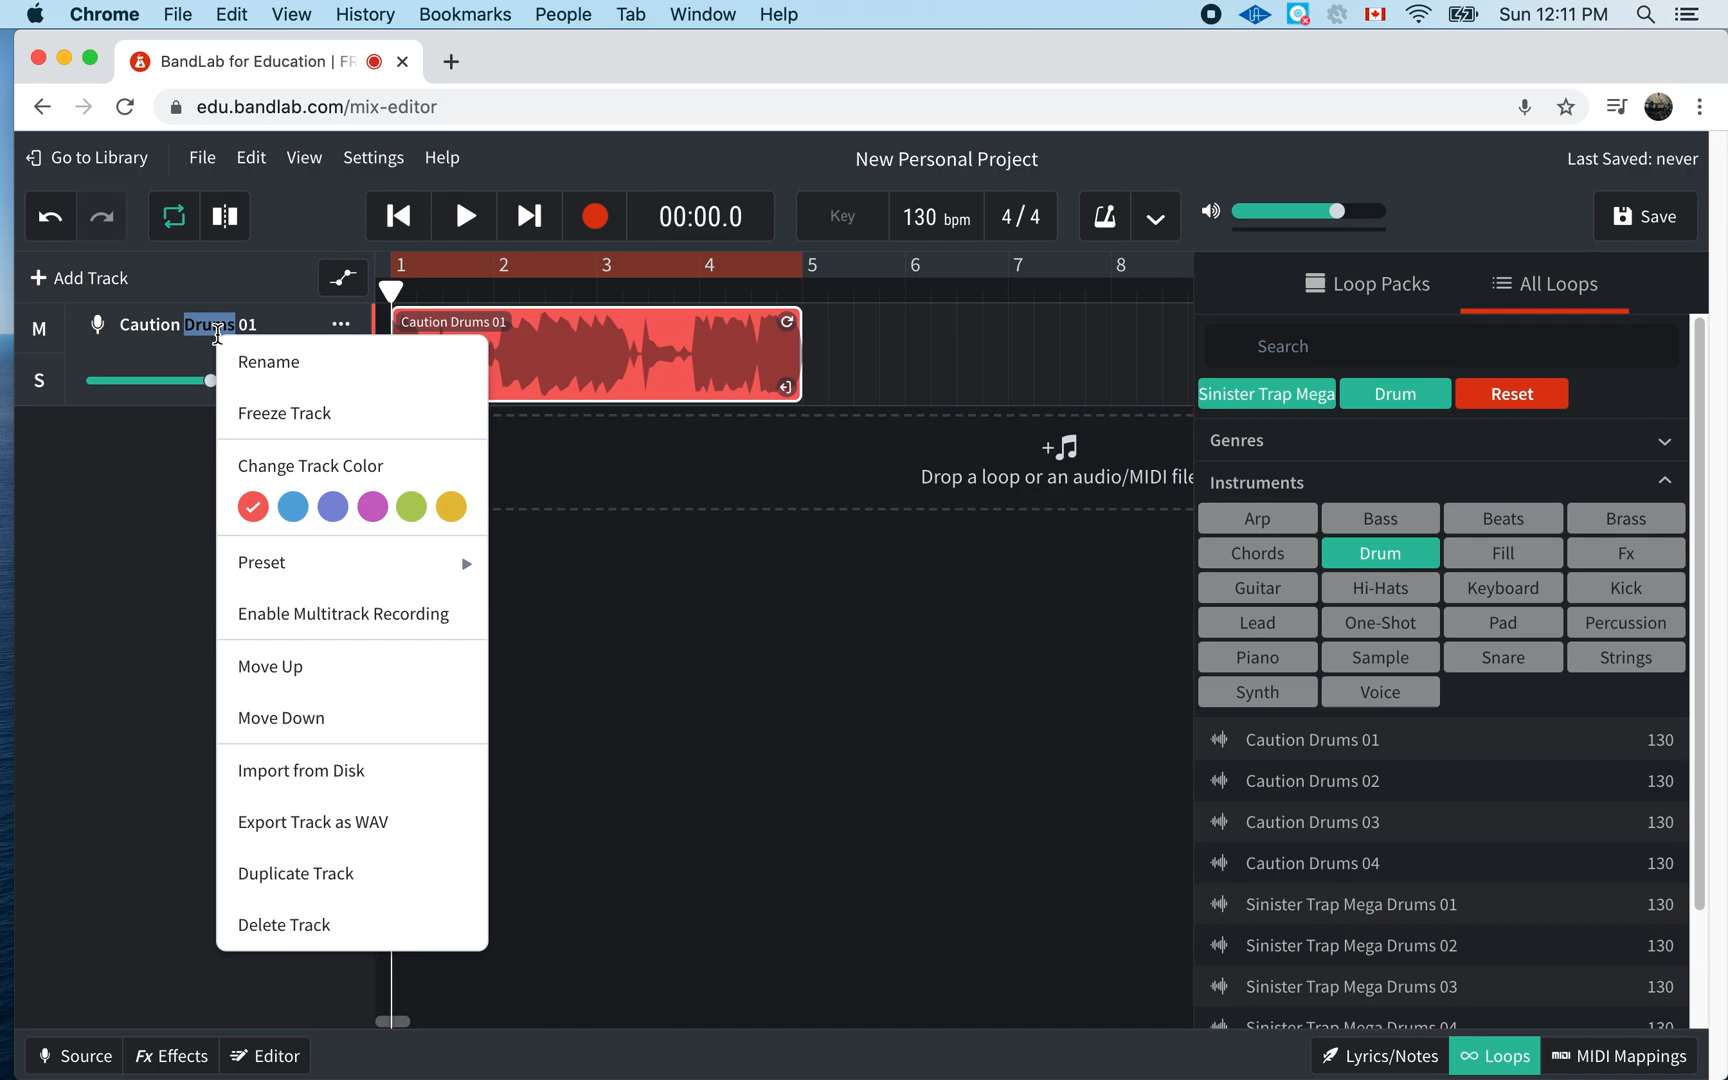 Chrome File Edit View History Bookmarks People Tab Window Help Sun 12:11 PM
BandLab for Education | FR
edu.bandlab.com/mix-editor
Go to Library File Edit View Settings Help New Personal Project Last Saved: never
00:00.0 Key 130 bpm 4/4 Save
+ Add Track 1 2 3 4 5 6 7 8 Loop Packs All Loops
M Caution Drums 01 ... Caution Drums 01
S
Rename
Freeze Track
Change Track Color
Preset
Enable Multitrack Recording
Move Up
Move Down
Import from Disk
Export Track as WAV
Duplicate Track
Delete Track
Drop a loop or an audio/MIDI file
Search
Sinister Trap Mega Drum Reset
Genres
Instruments
Arp Bass Beats Brass
Chords Drum Fill Fx
Guitar Hi-Hats Keyboard Kick
Lead One-Shot Pad Percussion
Piano Sample Snare Strings
Synth Voice
Caution Drums 01 130
Caution Drums 02 130
Caution Drums 03 130
Caution Drums 04 130
Sinister Trap Mega Drums 01 130
Sinister Trap Mega Drums 02 130
Sinister Trap Mega Drums 03 130
Sinister Trap Mega Drums 04 130
Source Fx Effects Editor Lyrics/Notes Loops MIDI MIDI Mappings